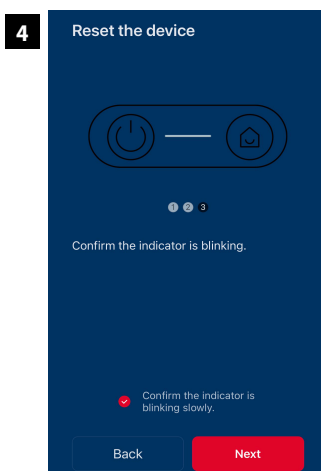 4
Reset the device
1 2 3
Confirm the indicator is blinking.
Confirm the indicator is
blinking slowly.
Back Next